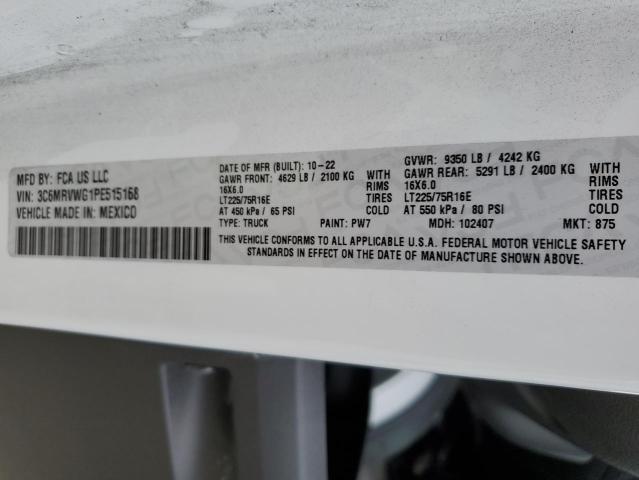 MFD BY: FCA US LLC
VIN: 3C6MRVWG1PE515168
VEHICLE MADE IN: MEXICO
DATE OF MFR (BUILT): 10-22
GAWR FRONT: 4629 LB / 2100 KG WITH
16X6.0 RIMS
LT225/75R16E TIRES
AT 450 kPa / 65 PSI COLD
TYPE: TRUCK PAINT: PW7
GVWR: 9350 LB / 4242 KG
GAWR REAR: 5291 LB / 2400 KG WITH
16X6.0 RIMS
LT225/75R16E TIRES
AT 550 kPa / 80 PSI COLD
MDH: 102407 MKT: 875
THIS VEHICLE CONFORMS TO ALL APPLICABLE U.S.A. FEDERAL MOTOR VEHICLE SAFETY
STANDARDS IN EFFECT ON THE DATE OF MANUFACTURE SHOWN ABOVE.